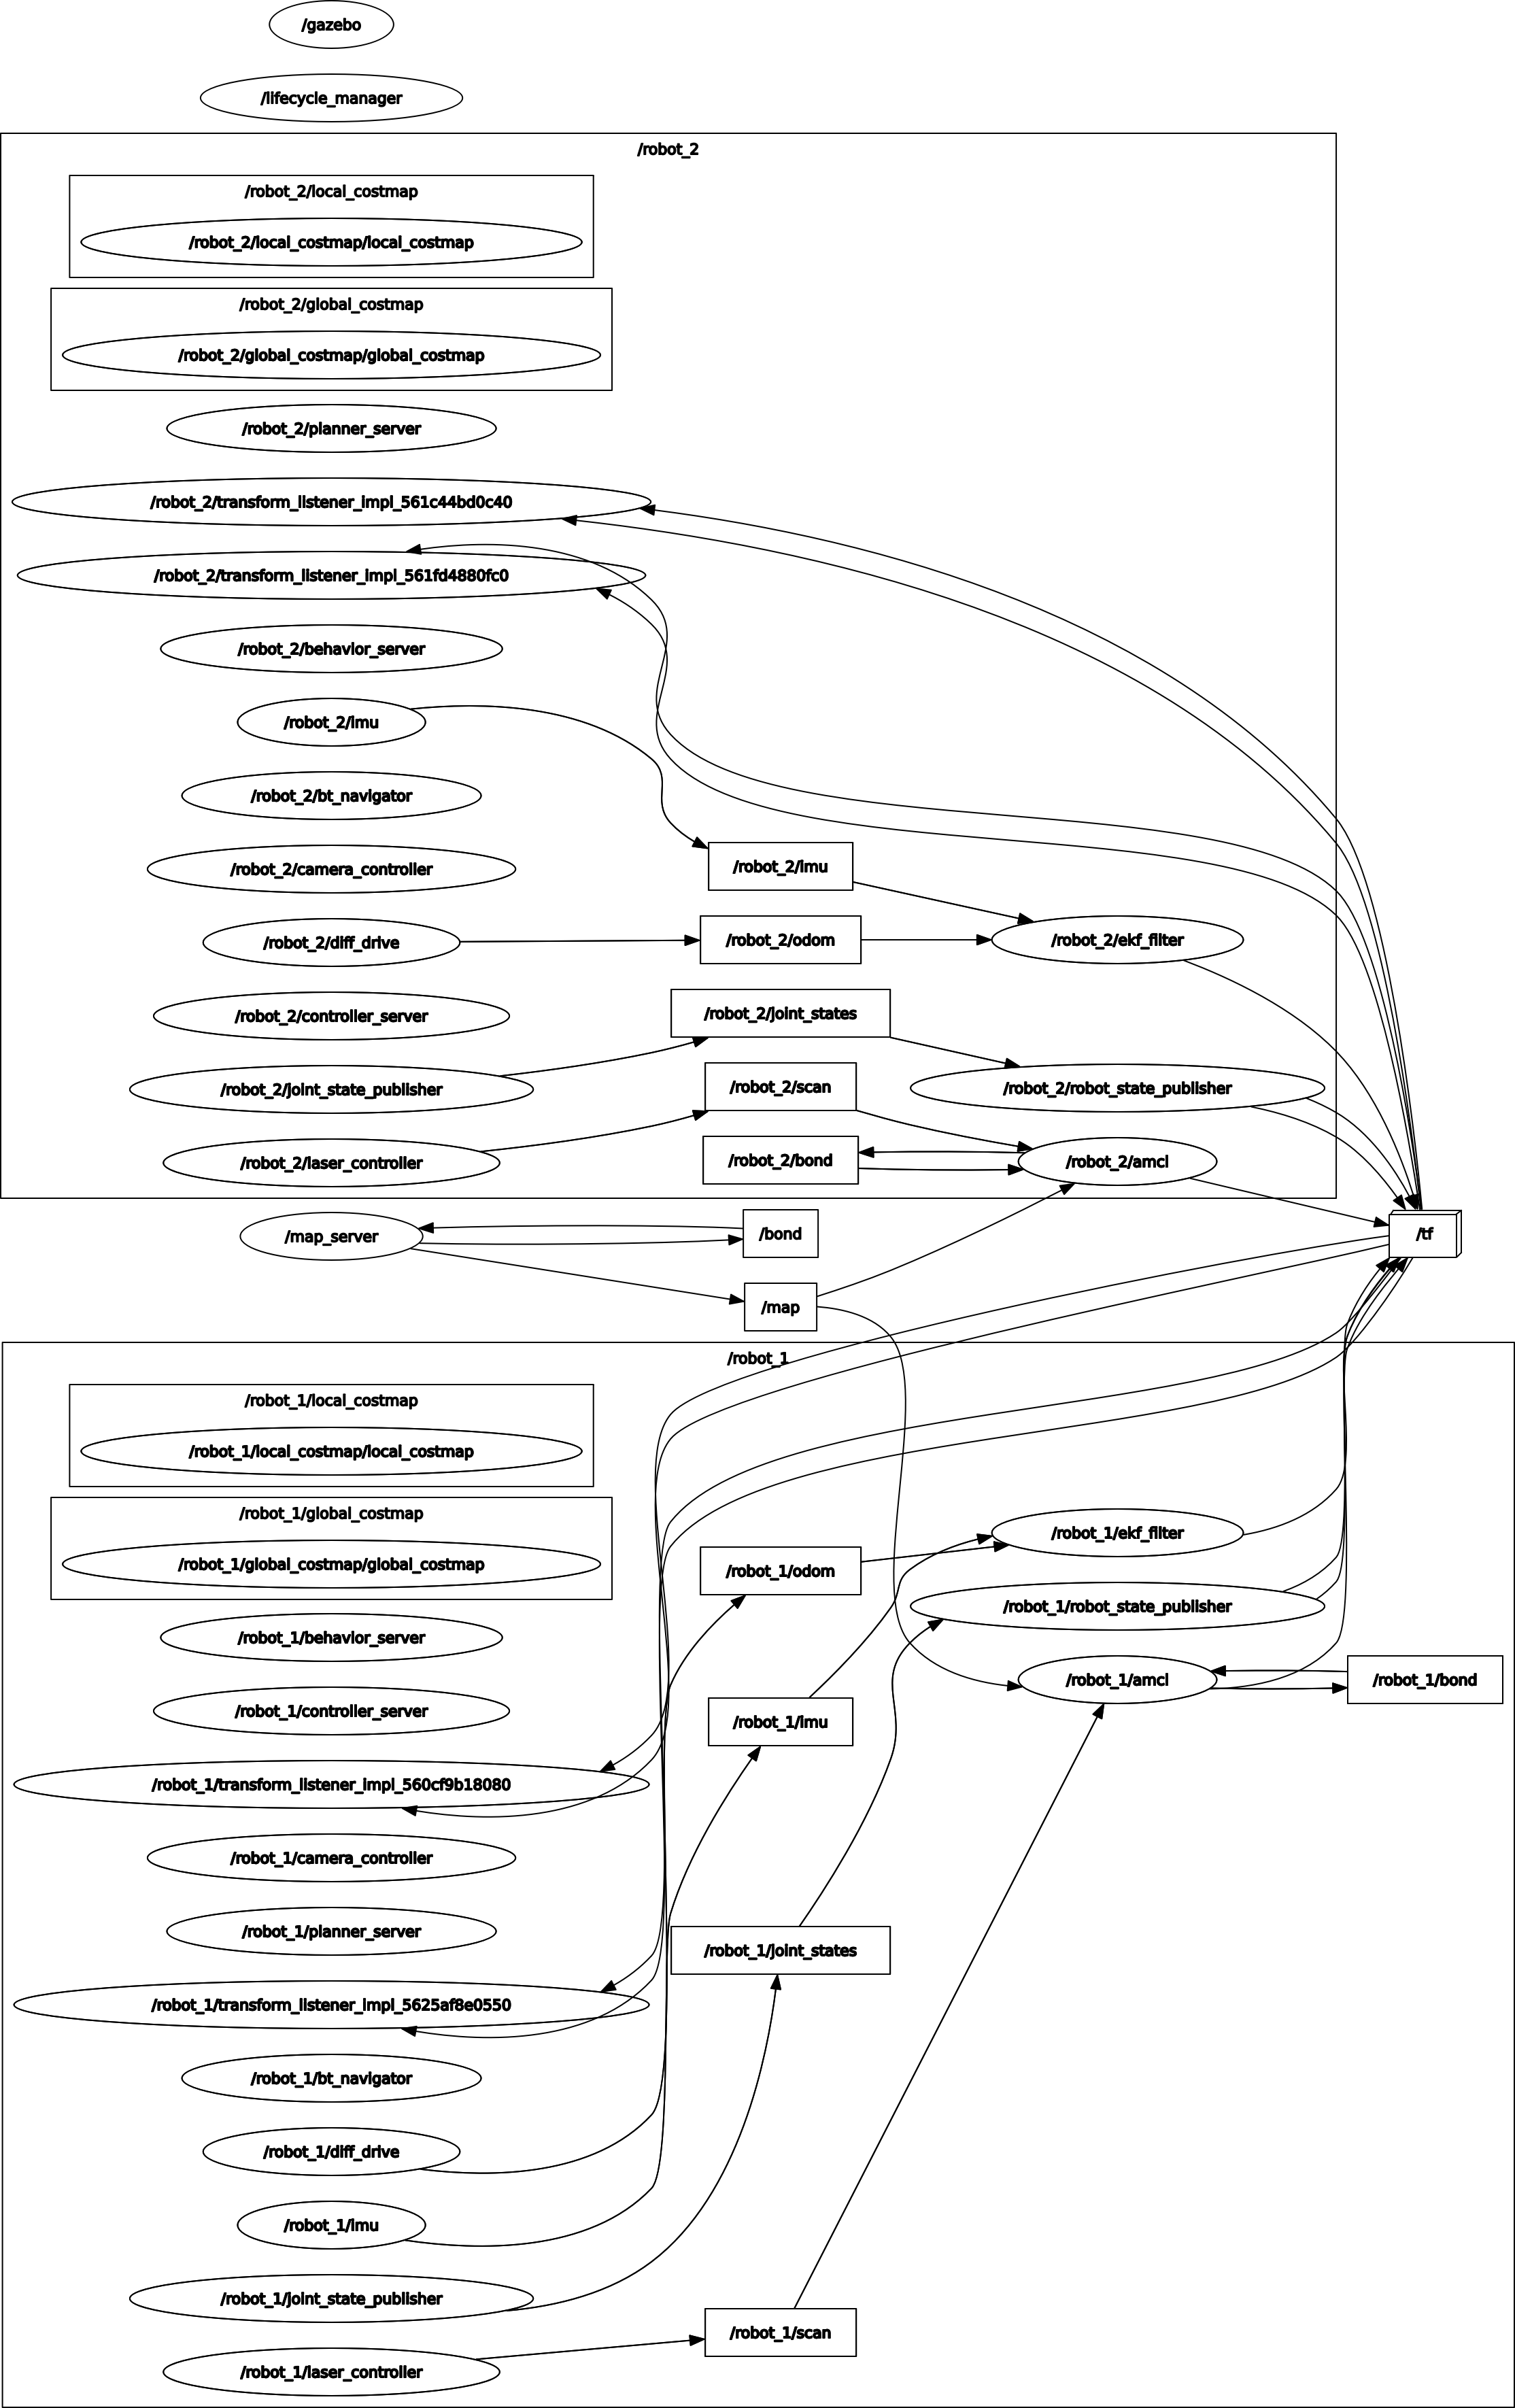 /gazebo
/lifecycle_manager
/robot_2
/robot_2/local_costmap
/robot_2/local_costmap/local_costmap
/robot_2/global_costmap
/robot_2/global_costmap/global_costmap
/robot_2/planner_server
/robot_2/transform_listener_impl_561c44bd0c40
/robot_2/transform_listener_impl_561fd4880fc0
/robot_2/behavior_server
/robot_2/imu
/robot_2/bt_navigator
/robot_2/imu
/robot_2/camera_controller
/robot_2/diff_drive
/robot_2/odom
/robot_2/ekf_filter
/robot_2/controller_server
/robot_2/joint_states
/robot_2/joint_state_publisher
/robot_2/scan
/robot_2/robot_state_publisher
/robot_2/laser_controller
/robot_2/bond
/robot_2/amcl
/map_server
/bond
/tf
/map
/robot_1
/robot_1/local_costmap
/robot_1/local_costmap/local_costmap
/robot_1/global_costmap
/robot_1/ekf_filter
/robot_1/global_costmap/global_costmap
/robot_1/odom
/robot_1/robot_state_publisher
/robot_1/behavior_server
/robot_1/amcl
/robot_1/bond
/robot_1/controller_server
/robot_1/imu
/robot_1/transform_listener_impl_560cf9b18080
/robot_1/camera_controller
/robot_1/planner_server
/robot_1/joint_states
/robot_1/transform_listener_impl_5625af8e0550
/robot_1/bt_navigator
/robot_1/diff_drive
/robot_1/imu
/robot_1/joint_state_publisher
/robot_1/scan
/robot_1/laser_controller